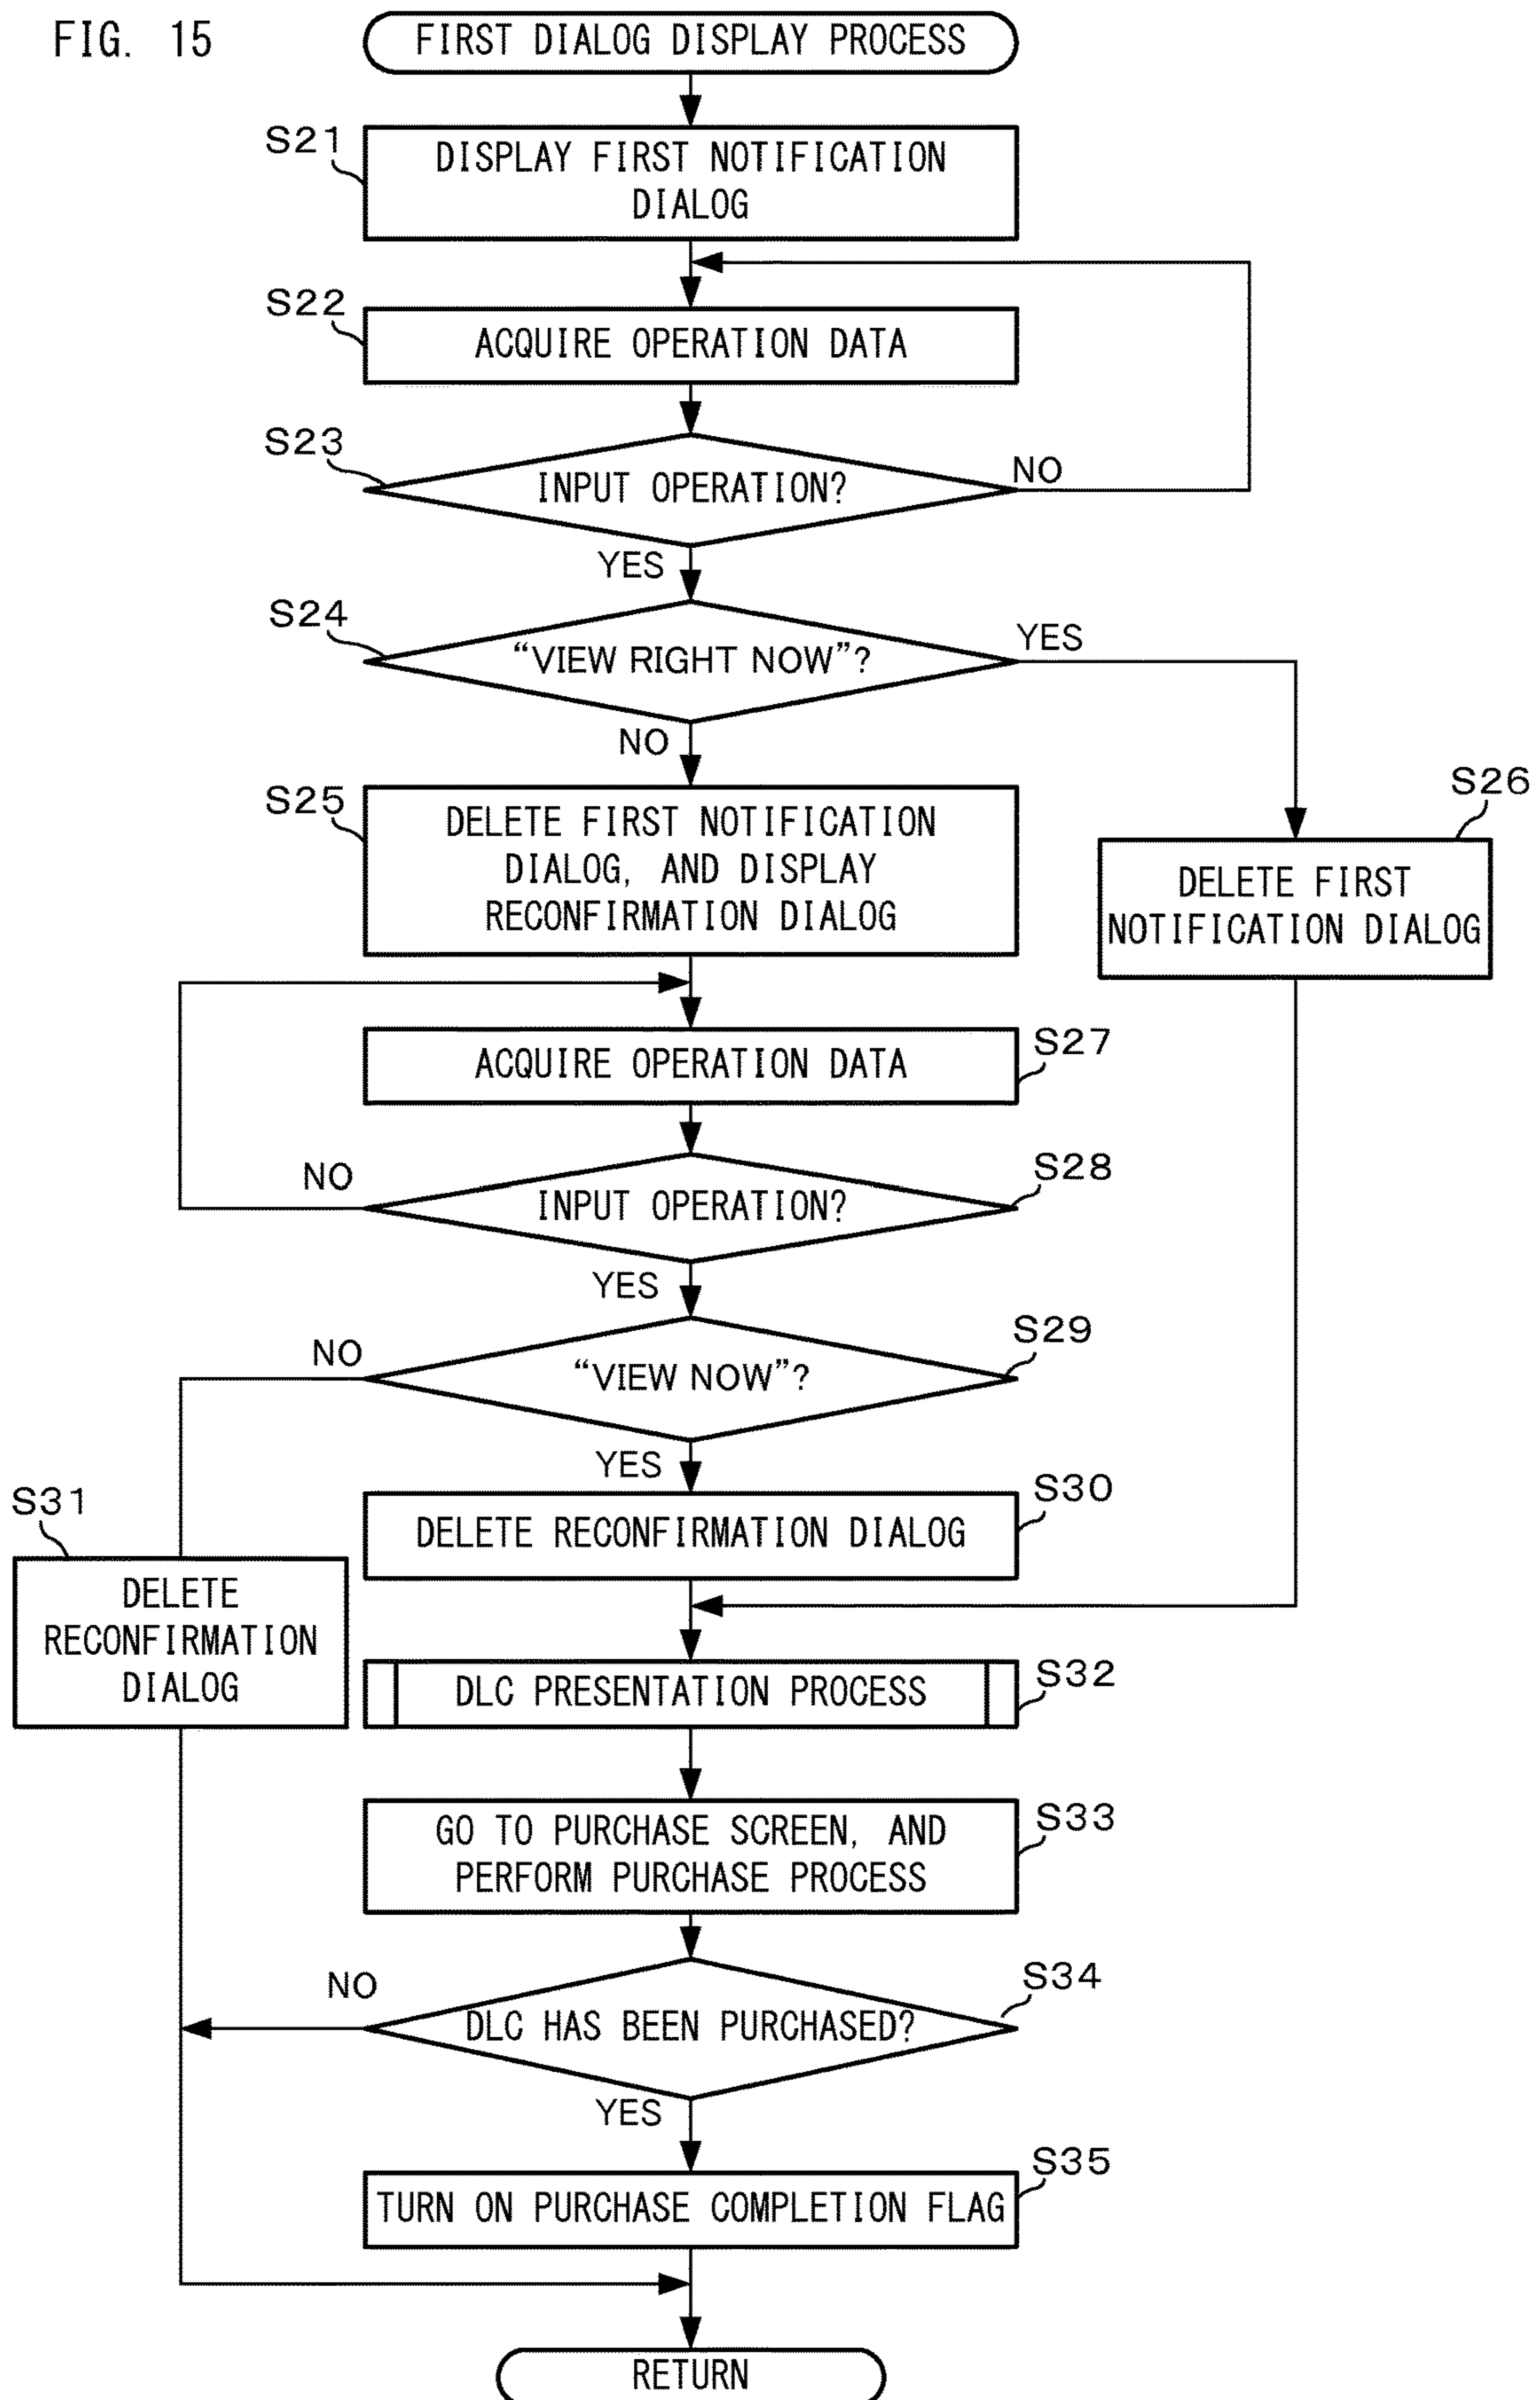 FIG. 15
FIRST DIALOG DISPLAY PROCESS
S21
DISPLAY FIRST NOTIFICATION
DIALOG
S22
ACQUIRE OPERATION DATA
S23
INPUT OPERATION?
NO
YES
S24
“VIEW RIGHT NOW”?
YES
NO
S25
DELETE FIRST NOTIFICATION
DIALOG, AND DISPLAY
RECONFIRMATION DIALOG
S26
DELETE FIRST
NOTIFICATION DIALOG
S27
ACQUIRE OPERATION DATA
S28
INPUT OPERATION?
NO
YES
S29
“VIEW NOW”?
NO
YES
S30
DELETE RECONFIRMATION DIALOG
S31
DELETE
RECONFIRMATION
DIALOG
S32
DLC PRESENTATION PROCESS
S33
GO TO PURCHASE SCREEN, AND
PERFORM PURCHASE PROCESS
S34
DLC HAS BEEN PURCHASED?
NO
YES
S35
TURN ON PURCHASE COMPLETION FLAG
RETURN